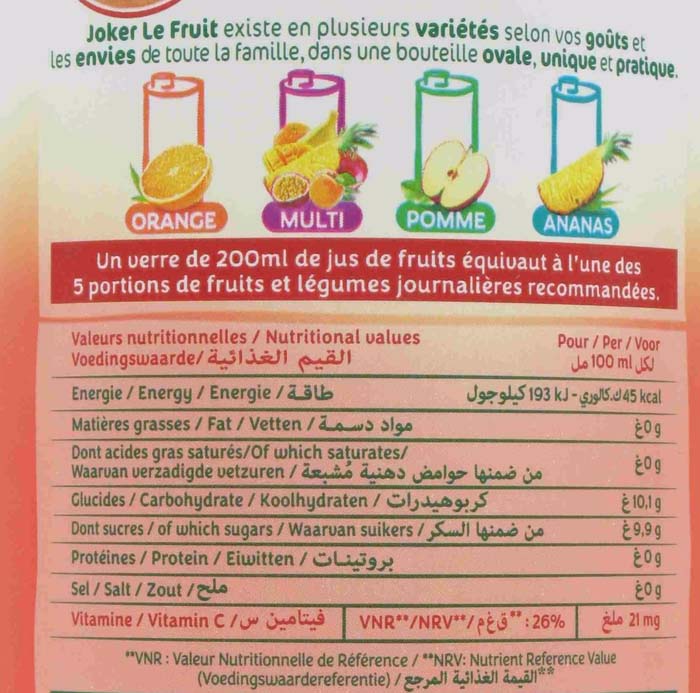 Joker Le Fruit existe en plusieurs variétés selon vos goûts et
les envies de toute la famille, dans une bouteille ovale, unique et pratique.
ORANGE MULTI POMME ANANAS
Un verre de 200ml de jus de fruits équivaut à l'une des
5 portions de fruits et légumes journalières recommandées.
Valeurs nutritionnelles / Nutritional values Pour / Per / Voor
Voedingswaarde/ القيم الغذائية لكل 100 ml مل
Energie / Energy / Energie / طاقة 45 kcal ك.كالوري - 193 kJ كيلوجول
Matières grasses / Fat / Vetten / مواد دسمة 0 g غ
Dont acides gras saturés/Of which saturates/
Waarvan verzadigde vetzuren / من ضمنها حوامض دهنية مُشبعة 0 g غ
Glucides / Carbohydrate / Koolhydraten / كربوهيدرات 10,1 g غ
Dont sucres / of which sugars / Waarvan suikers / من ضمنها السكر 9,9 g غ
Protéines / Protein / Eiwitten / بروتينات 0 g غ
Sel / Salt / Zout / ملح 0 g غ
Vitamine / Vitamin C / فيتامين س VNR**/NRV**/ ق غ م** : 26% 21 mg ملغ
**VNR : Valeur Nutritionnelle de Référence / **NRV: Nutrient Reference Value
(Voedingswaardereferentie) / القيمة الغذائية المرجع**